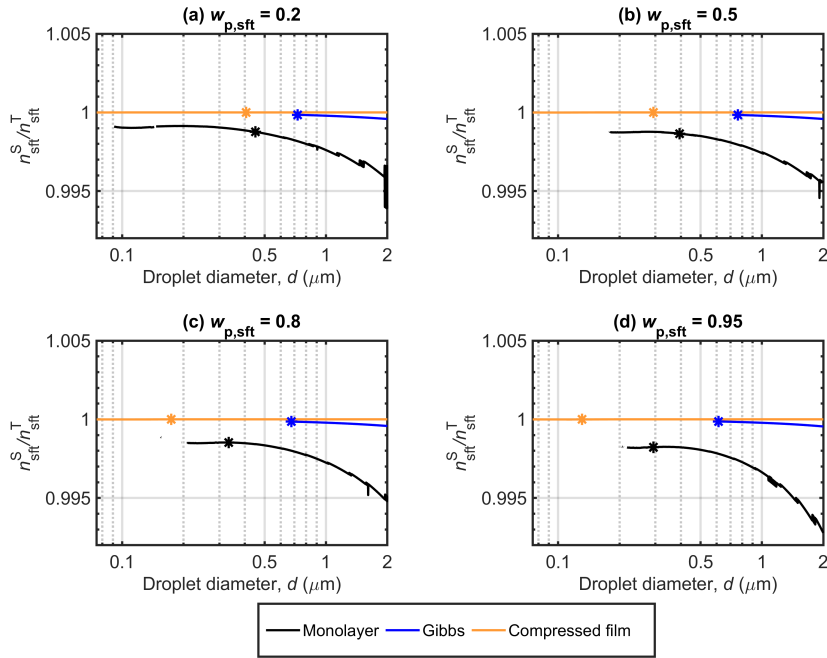 (a) w_p,sft = 0.2
1.005
1
0.995
n^S_sft/n^T_sft
0.1
0.5
1
2
Droplet diameter, d (μm)
(b) w_p,sft = 0.5
1.005
1
0.995
n^S_sft/n^T_sft
0.1
0.5
1
2
Droplet diameter, d (μm)
(c) w_p,sft = 0.8
1.005
1
0.995
n^S_sft/n^T_sft
0.1
0.5
1
2
Droplet diameter, d (μm)
(d) w_p,sft = 0.95
1.005
1
0.995
n^S_sft/n^T_sft
0.1
0.5
1
2
Droplet diameter, d (μm)
Monolayer
Gibbs
Compressed film